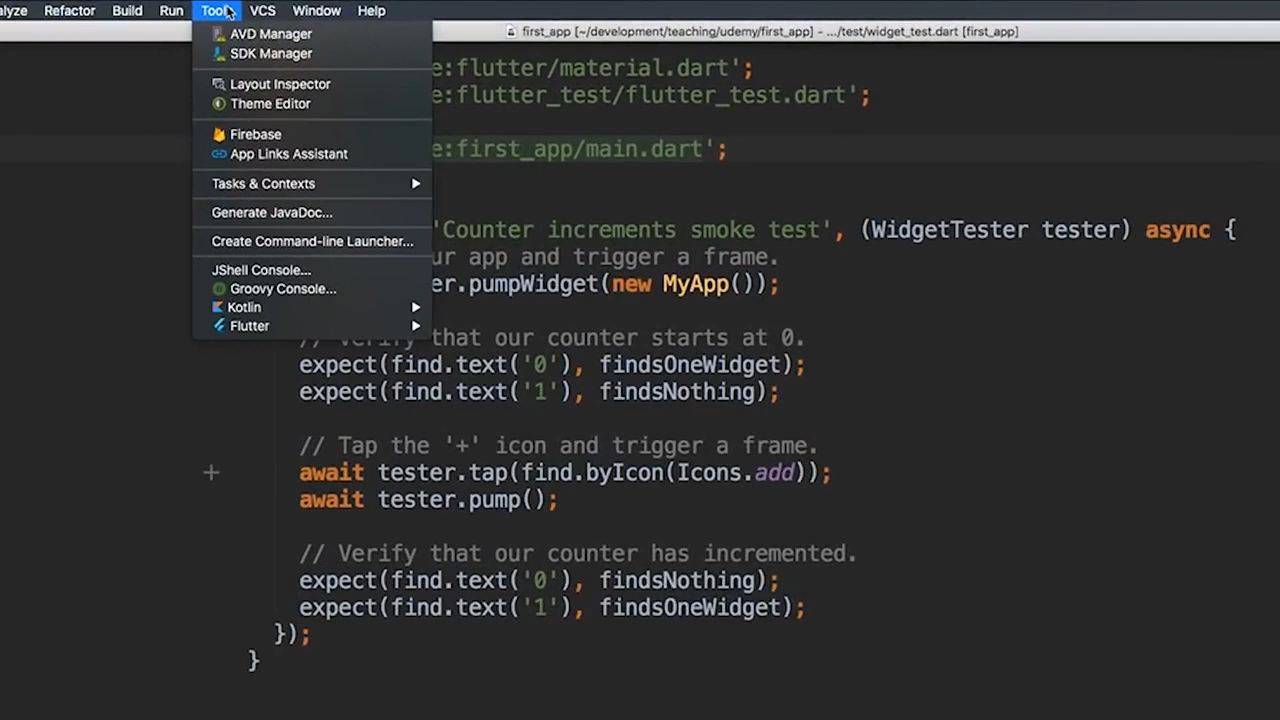 alyze Refactor Build Run Tools VCS Window Help
first_app [~/development/teaching/udemy/first_app] - .../test/widget_test.dart [first_app]
AVD Manager
SDK Manager
Layout Inspector
Theme Editor
Firebase
App Links Assistant
Tasks & Contexts
Generate JavaDoc...
Create Command-line Launcher...
JShell Console...
Groovy Console...
Kotlin
Flutter
e:flutter/material.dart';
e:flutter_test/flutter_test.dart';
e:first_app/main.dart';
'Counter increments smoke test', (WidgetTester tester) async {
ur app and trigger a frame.
er.pumpWidget(new MyApp());
// Verify that our counter starts at 0.
expect(find.text('0'), findsOneWidget);
expect(find.text('1'), findsNothing);
// Tap the '+' icon and trigger a frame.
await tester.tap(find.byIcon(Icons.add));
await tester.pump();
// Verify that our counter has incremented.
expect(find.text('0'), findsNothing);
expect(find.text('1'), findsOneWidget);
});
}